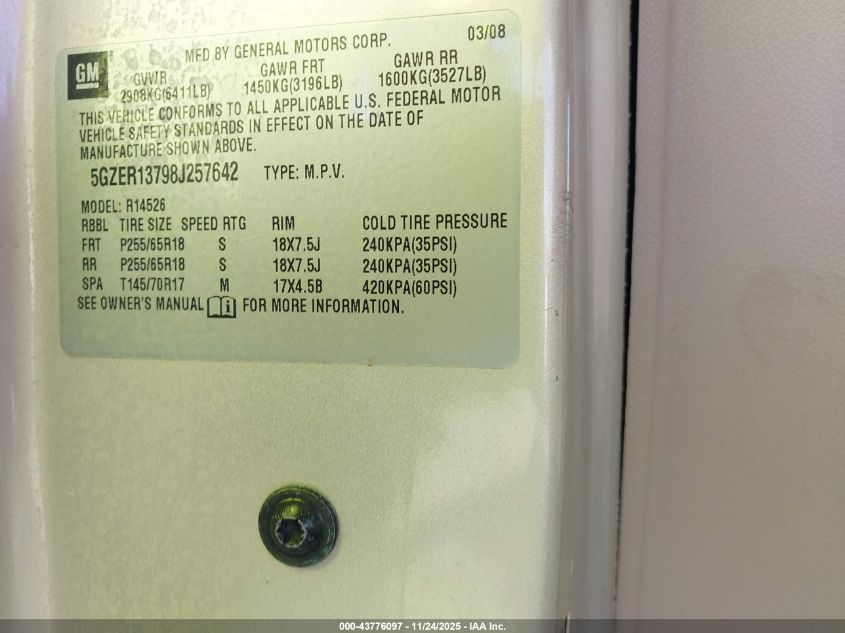 03/08
GM
MFD BY GENERAL MOTORS CORP.
GVWR GAWR FRT GAWR RR
2908KG(6411LB) 1450KG(3196LB) 1600KG(3527LB)
THIS VEHICLE CONFORMS TO ALL APPLICABLE U.S. FEDERAL MOTOR
VEHICLE SAFETY STANDARDS IN EFFECT ON THE DATE OF
MANUFACTURE SHOWN ABOVE.
5GZER13798J257642 TYPE: M.P.V.
MODEL: R14526
RBBL TIRE SIZE SPEED RTG RIM COLD TIRE PRESSURE
FRT P255/65R18 S 18X7.5J 240KPA(35PSI)
RR P255/65R18 S 18X7.5J 240KPA(35PSI)
SPA T145/70R17 M 17X4.5B 420KPA(60PSI)
SEE OWNER'S MANUAL FOR MORE INFORMATION.
000-43776097 - 11/24/2025 - IAA Inc.